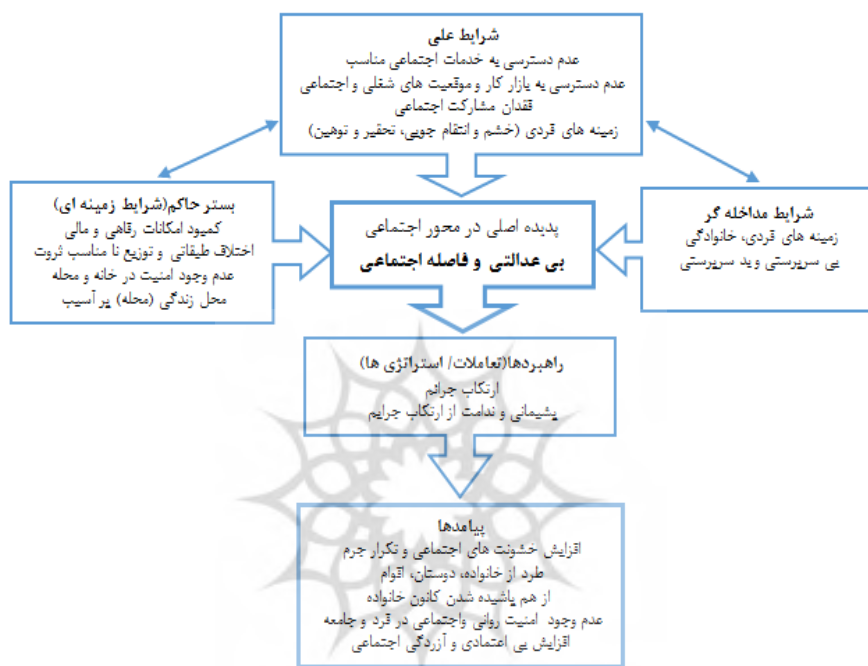 شرایط علی
عدم دسترسی به خدمات اجتماعی مناسب
عدم دسترسی به بازار کار و موقعیت های شغلی و اجتماعی
فقدان مشارکت اجتماعی
زمینه های فردی (خشم و انتقام جویی، تحقیر و توهین)
شرایط مداخله گر
زمینه های فردی، خانوادگی
بی سرپرستی وبد سرپرستی
پدیده اصلی در محور اجتماعی
بی عدالتی و فاصله اجتماعی
بستر حاکم(شرایط زمینه ای)
کمبود امکانات رفاهی و مالی
اختلاف طبقاتی و توزیع نا مناسب ثروت
عدم وجود امنیت در خانه و محله
محل زندگی (محله) پر آسیب
راهبردها(تعاملات/ استراتژی ها)
ارتکاب جرائم
پشیمانی و ندامت از ارتکاب جرایم
پیامدها
افزایش خشونت های اجتماعی و تکرار جرم
طرد از خانواده، دوستان، اقوام
از هم پاشیده شدن کانون خانواده
عدم وجود امنیت روانی واجتماعی در فرد و جامعه
افزایش بی اعتمادی و آزردگی اجتماعی